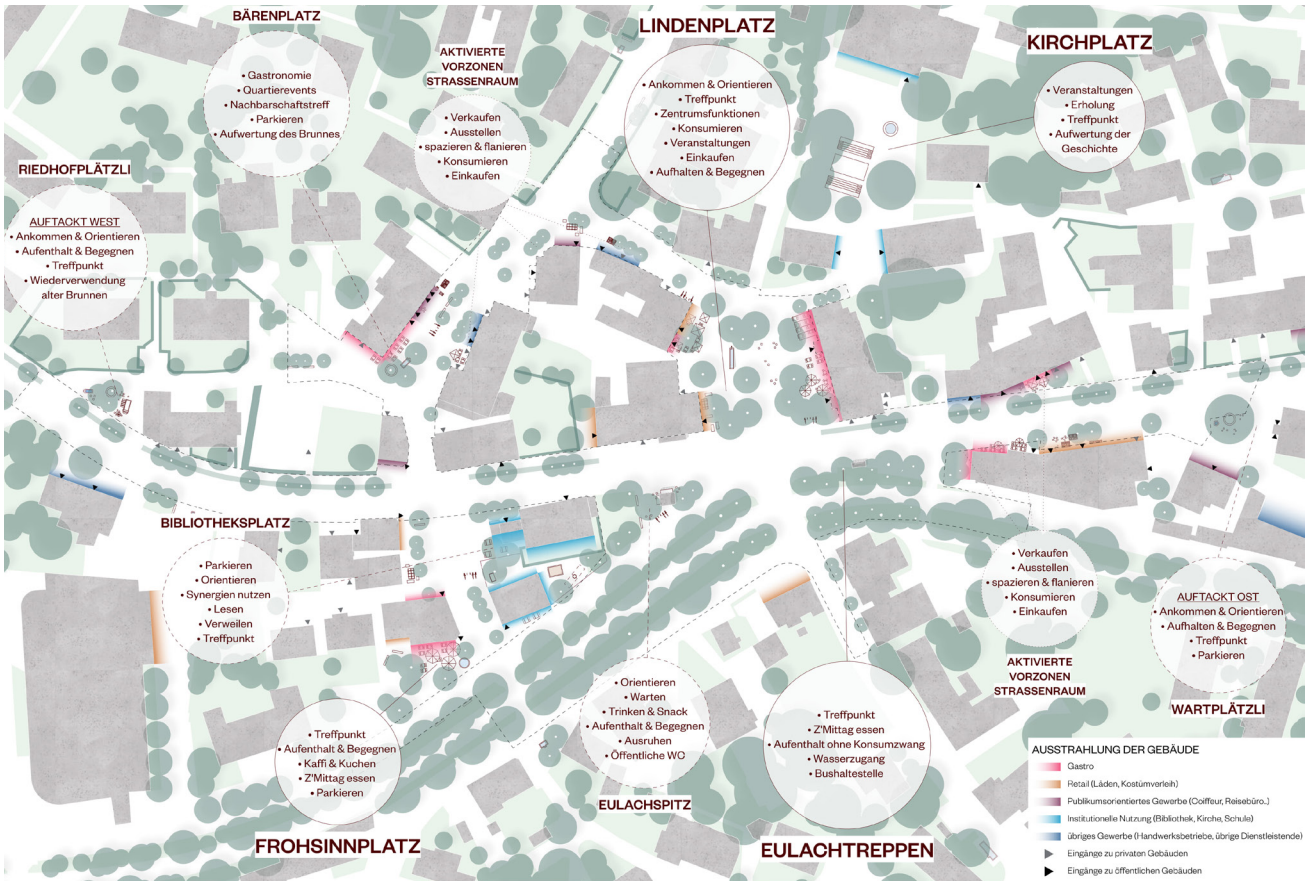 BÄRENPLATZ
• Gastronomie
• Quartierevents
• Nachbarschaftstreff
• Parkieren
• Aufwertung des Brunnes
AKTIVIERTE
VORZONEN
STRASSENRAUM
• Verkaufen
• Ausstellen
• spazieren & flanieren
• Konsumieren
• Einkaufen
LINDENPLATZ
• Ankommen & Orientieren
• Treffpunkt
• Zentrumsfunktionen
• Konsumieren
• Veranstaltungen
• Einkaufen
• Aufhalten & Begegnen
KIRCHPLATZ
• Veranstaltungen
• Erholung
• Treffpunkt
• Aufwertung der
Geschichte
RIEDHOFPLÄTZLI
AUFTACKT WEST
• Ankommen & Orientieren
• Aufenthalt & Begegnen
• Treffpunkt
• Wiederverwendung
alter Brunnen
BIBLIOTHEKSPLATZ
• Parkieren
• Orientieren
• Synergien nutzen
• Lesen
• Verweilen
• Treffpunkt
• Treffpunkt
• Aufenthalt & Begegnen
• Kaffi & Kuchen
• Z'Mittag essen
• Parkieren
FROHSINNPLATZ
• Orientieren
• Warten
• Trinken & Snack
• Aufenthalt & Begegnen
• Ausruhen
• Öffentliche WC
EULACHSPITZ
• Treffpunkt
• Z'Mittag essen
• Aufenthalt ohne Konsumzwang
• Wasserzugang
• Bushaltestelle
EULACHTREPPEN
• Verkaufen
• Ausstellen
• spazieren & flanieren
• Konsumieren
• Einkaufen
AKTIVIERTE
VORZONEN
STRASSENRAUM
AUFTACKT OST
• Ankommen & Orientieren
• Aufhalten & Begegnen
• Treffpunkt
• Parkieren
WARTPLÄTZLI
AUSSTRAHLUNG DER GEBÄUDE
Gastro
Retail (Läden, Kostümverleih)
Publikumsorientiertes Gewerbe (Coiffeur, Reisebüro..)
Institutionelle Nutzung (Bibliothek, Kirche, Schule)
übriges Gewerbe (Handwerksbetriebe, übrige Dienstleistende)
Eingänge zu privaten Gebäuden
Eingänge zu öffentlichen Gebäuden